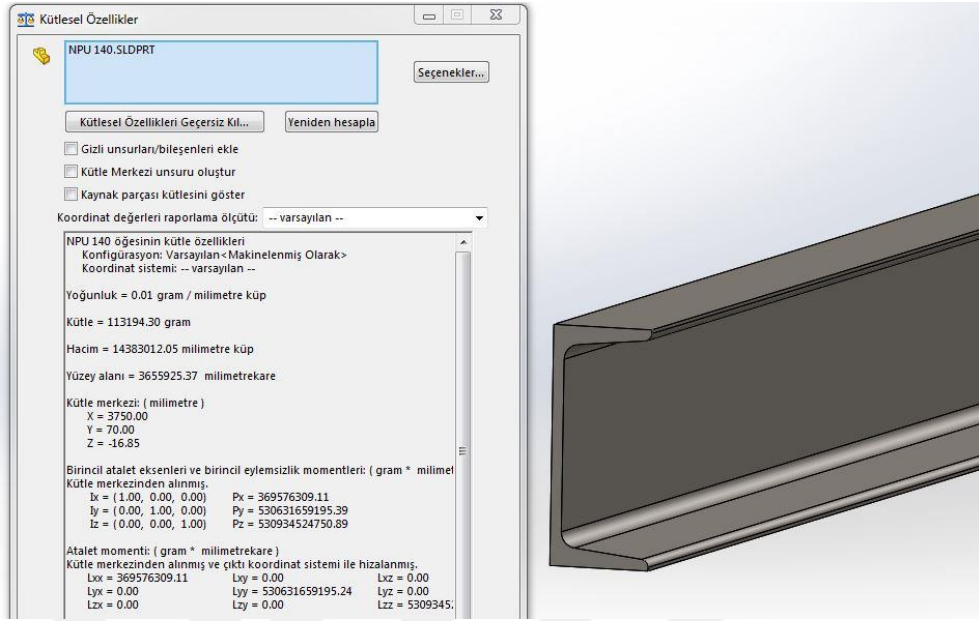 Kütlesel Özellikler
NPU 140.SLDPRT
Seçenekler...
Kütlesel Özellikleri Geçersiz Kıl...
Yeniden hesapla
Gizli unsurları/bileşenleri ekle
Kütle Merkezi unsuru oluştur
Kaynak parçası kütlesini göster
Koordinat değerleri raporlama ölçütü: -- varsayılan --
NPU 140 öğesinin kütle özellikleri
Konfigürasyon: Varsayılan<Makinelenmiş Olarak>
Koordinat sistemi: -- varsayılan --
Yoğunluk = 0.01 gram / milimetre küp
Kütle = 113194.30 gram
Hacim = 14383012.05 milimetre küp
Yüzey alanı = 3655925.37 milimetrekare
Kütle merkezi: ( milimetre )
X = 3750.00
Y = 70.00
Z = -16.85
Birincil atalet eksenleri ve birincil eylemsizlik momentleri: ( gram * milimet
Kütle merkezinden alınmış.
Ix = (1.00, 0.00, 0.00) Px = 369576309.11
Iy = (0.00, 1.00, 0.00) Py = 530631659195.39
Iz = (0.00, 0.00, 1.00) Pz = 530934524750.89
Atalet momenti: ( gram * milimetrekare )
Kütle merkezinden alınmış ve çıktı koordinat sistemi ile hizalanmış.
Lxx = 369576309.11 Lxy = 0.00 Lxz = 0.00
Lyx = 0.00 Lyy = 530631659195.24 Lyz = 0.00
Lzx = 0.00 Lzy = 0.00 Lzz = 5309345